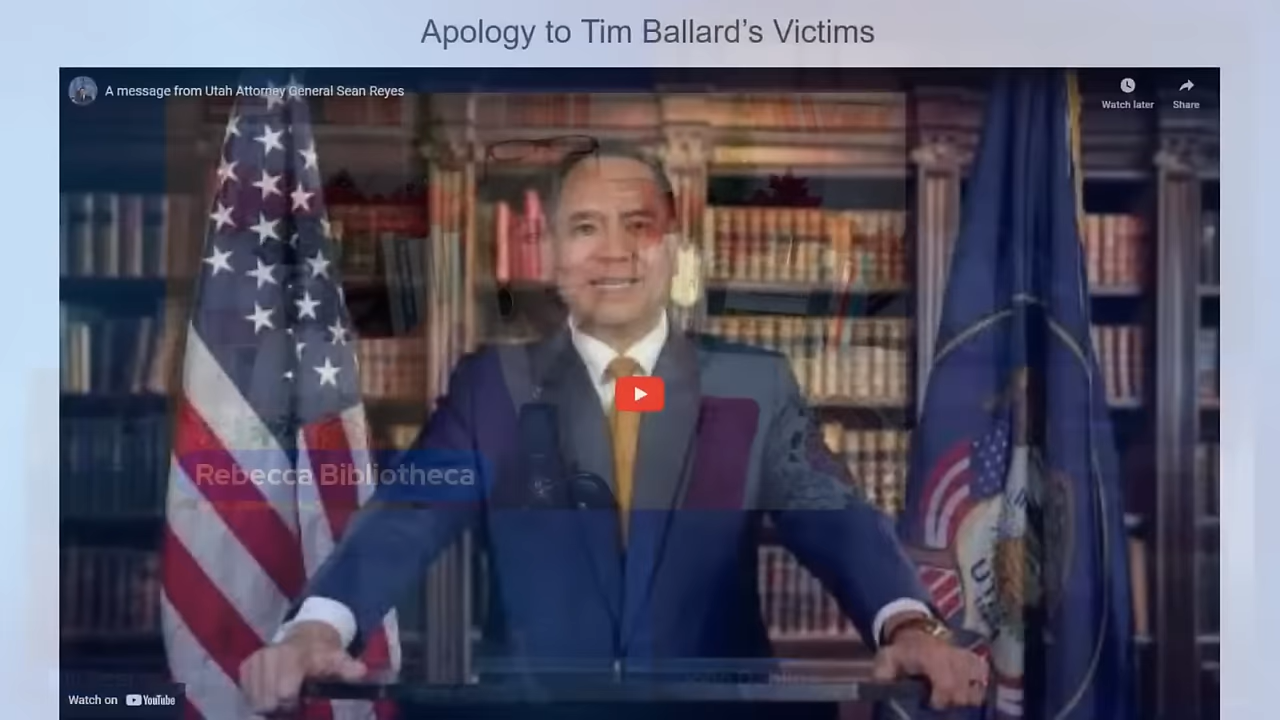 Apology to Tim Ballard’s Victims
A message from Utah Attorney General Sean Reyes
Watch later
Share
Rebecca Bibliotheca
Watch on YouTube